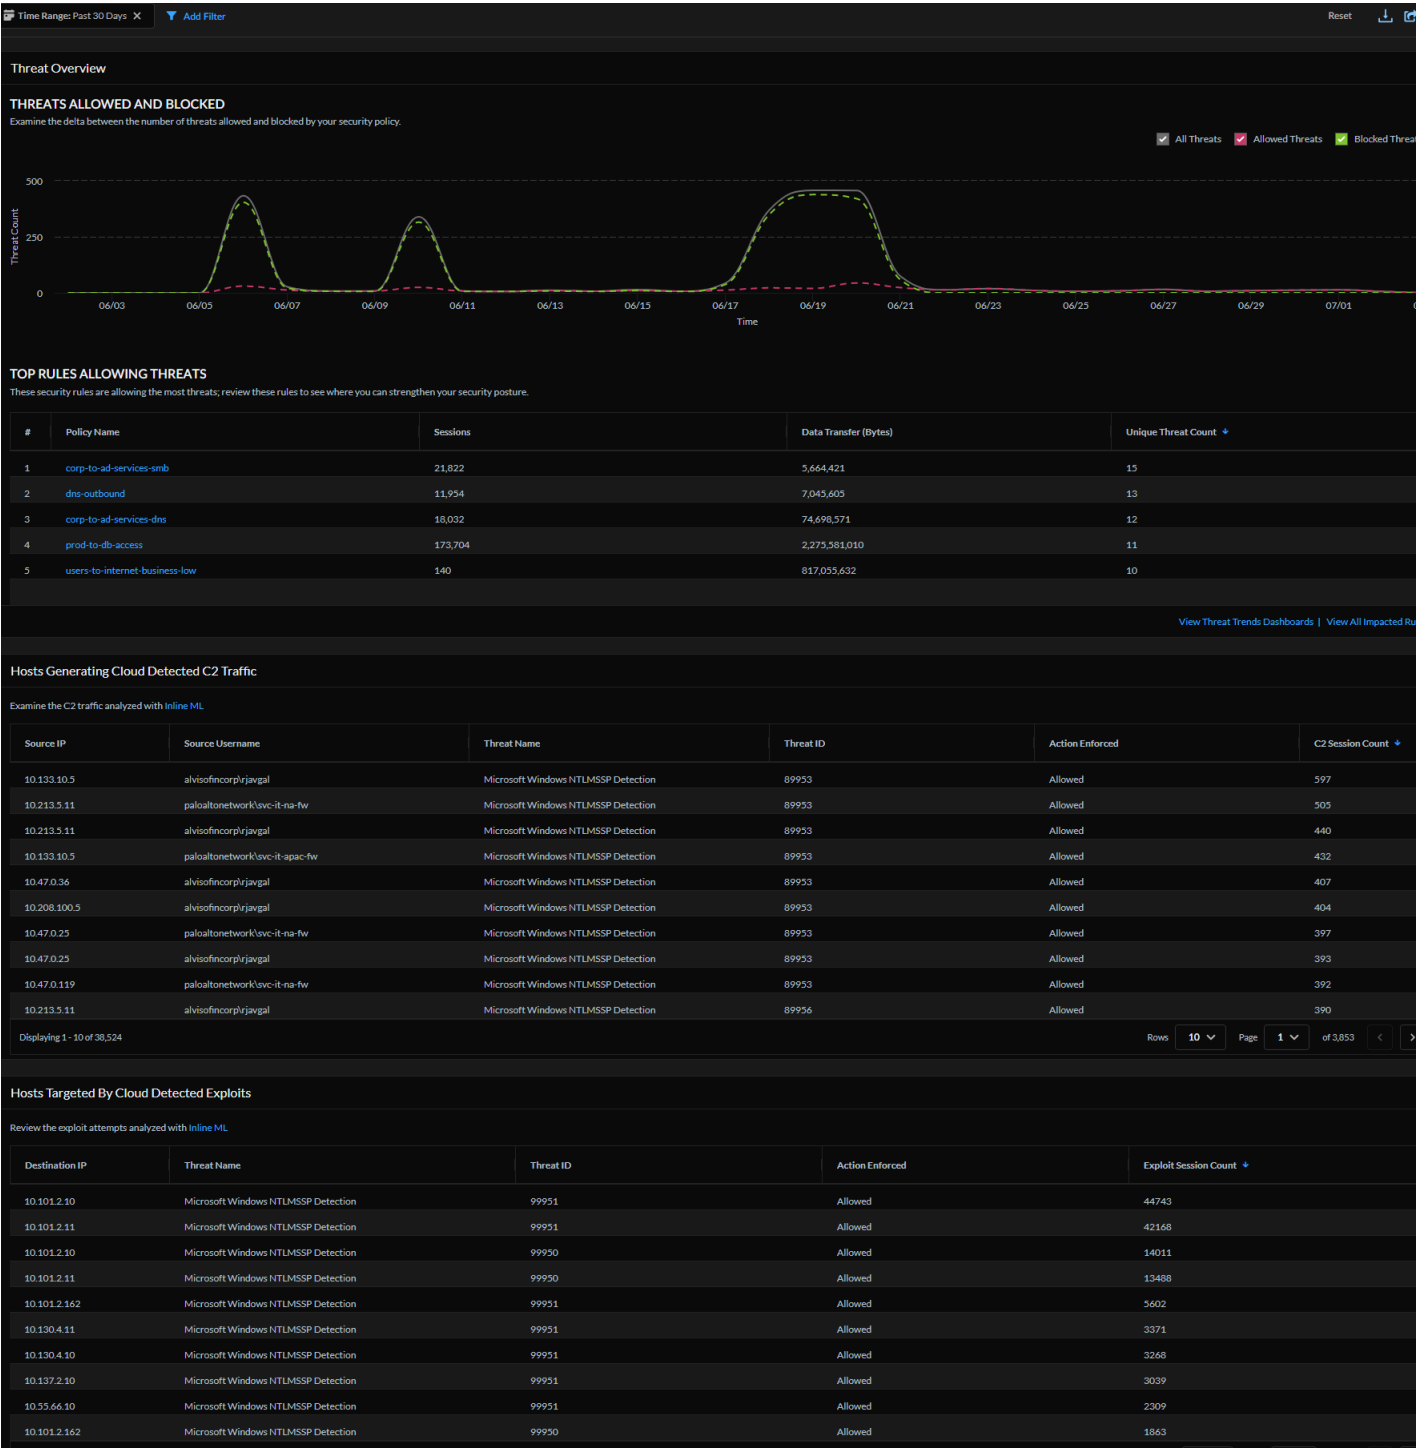 Time Range: Past 30 Days X Add Filter Reset
Threat Overview
THREATS ALLOWED AND BLOCKED
Examine the delta between the number of threats allowed and blocked by your security policy.
All Threats Allowed Threats Blocked Threat
500
250
0
Threat Count
06/03 06/05 06/07 06/09 06/11 06/13 06/15 06/17 06/19 06/21 06/23 06/25 06/27 06/29 07/01 0
Time
TOP RULES ALLOWING THREATS
These security rules are allowing the most threats; review these rules to see where you can strengthen your security posture.
# Policy Name Sessions Data Transfer (Bytes) Unique Threat Count
1 corp-to-ad-services-smb 21,822 5,664,421 15
2 dns-outbound 11,954 7,045,605 13
3 corp-to-ad-services-dns 18,032 74,698,571 12
4 prod-to-db-access 173,704 2,275,581,010 11
5 users-to-internet-business-low 140 817,055,632 10
View Threat Trends Dashboards | View All Impacted Ru
Hosts Generating Cloud Detected C2 Traffic
Examine the C2 traffic analyzed with Inline ML
Source IP Source Username Threat Name Threat ID Action Enforced C2 Session Count
10.133.10.5 alvisofincorp\rjavgal Microsoft Windows NTLMSSP Detection 89953 Allowed 597
10.213.5.11 paloaltonetwork\svc-it-na-fw Microsoft Windows NTLMSSP Detection 89953 Allowed 505
10.213.5.11 alvisofincorp\rjavgal Microsoft Windows NTLMSSP Detection 89953 Allowed 440
10.133.10.5 paloaltonetwork\svc-it-apac-fw Microsoft Windows NTLMSSP Detection 89953 Allowed 432
10.47.0.36 alvisofincorp\rjavgal Microsoft Windows NTLMSSP Detection 89953 Allowed 407
10.208.100.5 alvisofincorp\rjavgal Microsoft Windows NTLMSSP Detection 89953 Allowed 404
10.47.0.25 paloaltonetwork\svc-it-na-fw Microsoft Windows NTLMSSP Detection 89953 Allowed 397
10.47.0.25 alvisofincorp\rjavgal Microsoft Windows NTLMSSP Detection 89953 Allowed 393
10.47.0.119 paloaltonetwork\svc-it-na-fw Microsoft Windows NTLMSSP Detection 89953 Allowed 392
10.213.5.11 alvisofincorp\rjavgal Microsoft Windows NTLMSSP Detection 89956 Allowed 390
Displaying 1 - 10 of 38,524 Rows 10 Page 1 of 3,853
Hosts Targeted By Cloud Detected Exploits
Review the exploit attempts analyzed with Inline ML
Destination IP Threat Name Threat ID Action Enforced Exploit Session Count
10.101.2.10 Microsoft Windows NTLMSSP Detection 99951 Allowed 44743
10.101.2.11 Microsoft Windows NTLMSSP Detection 99951 Allowed 42168
10.101.2.10 Microsoft Windows NTLMSSP Detection 99950 Allowed 14011
10.101.2.11 Microsoft Windows NTLMSSP Detection 99950 Allowed 13488
10.101.2.162 Microsoft Windows NTLMSSP Detection 99951 Allowed 5602
10.130.4.11 Microsoft Windows NTLMSSP Detection 99951 Allowed 3371
10.130.4.10 Microsoft Windows NTLMSSP Detection 99951 Allowed 3268
10.137.2.10 Microsoft Windows NTLMSSP Detection 99951 Allowed 3039
10.55.66.10 Microsoft Windows NTLMSSP Detection 99951 Allowed 2309
10.101.2.162 Microsoft Windows NTLMSSP Detection 99950 Allowed 1863